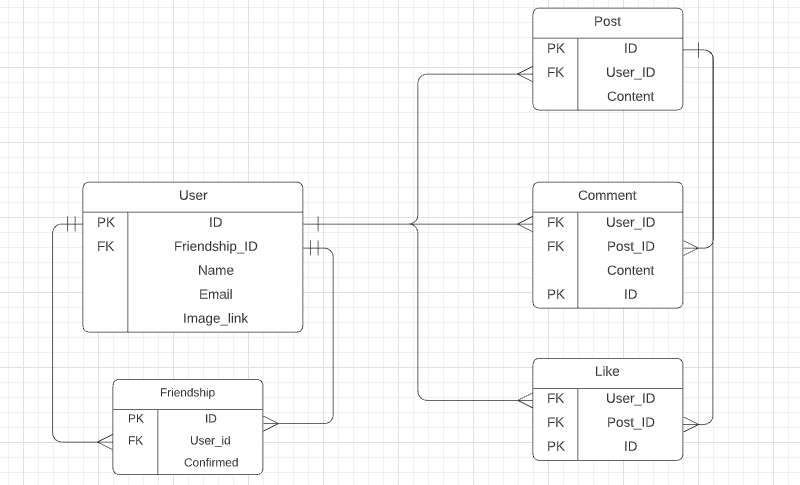 Post
PK ID
FK User_ID
Content
User
PK ID
FK Friendship_ID
Name
Email
Image_link
Comment
FK User_ID
FK Post_ID
Content
PK ID
Friendship
PK ID
FK User_id
Confirmed
Like
FK User_ID
FK Post_ID
PK ID